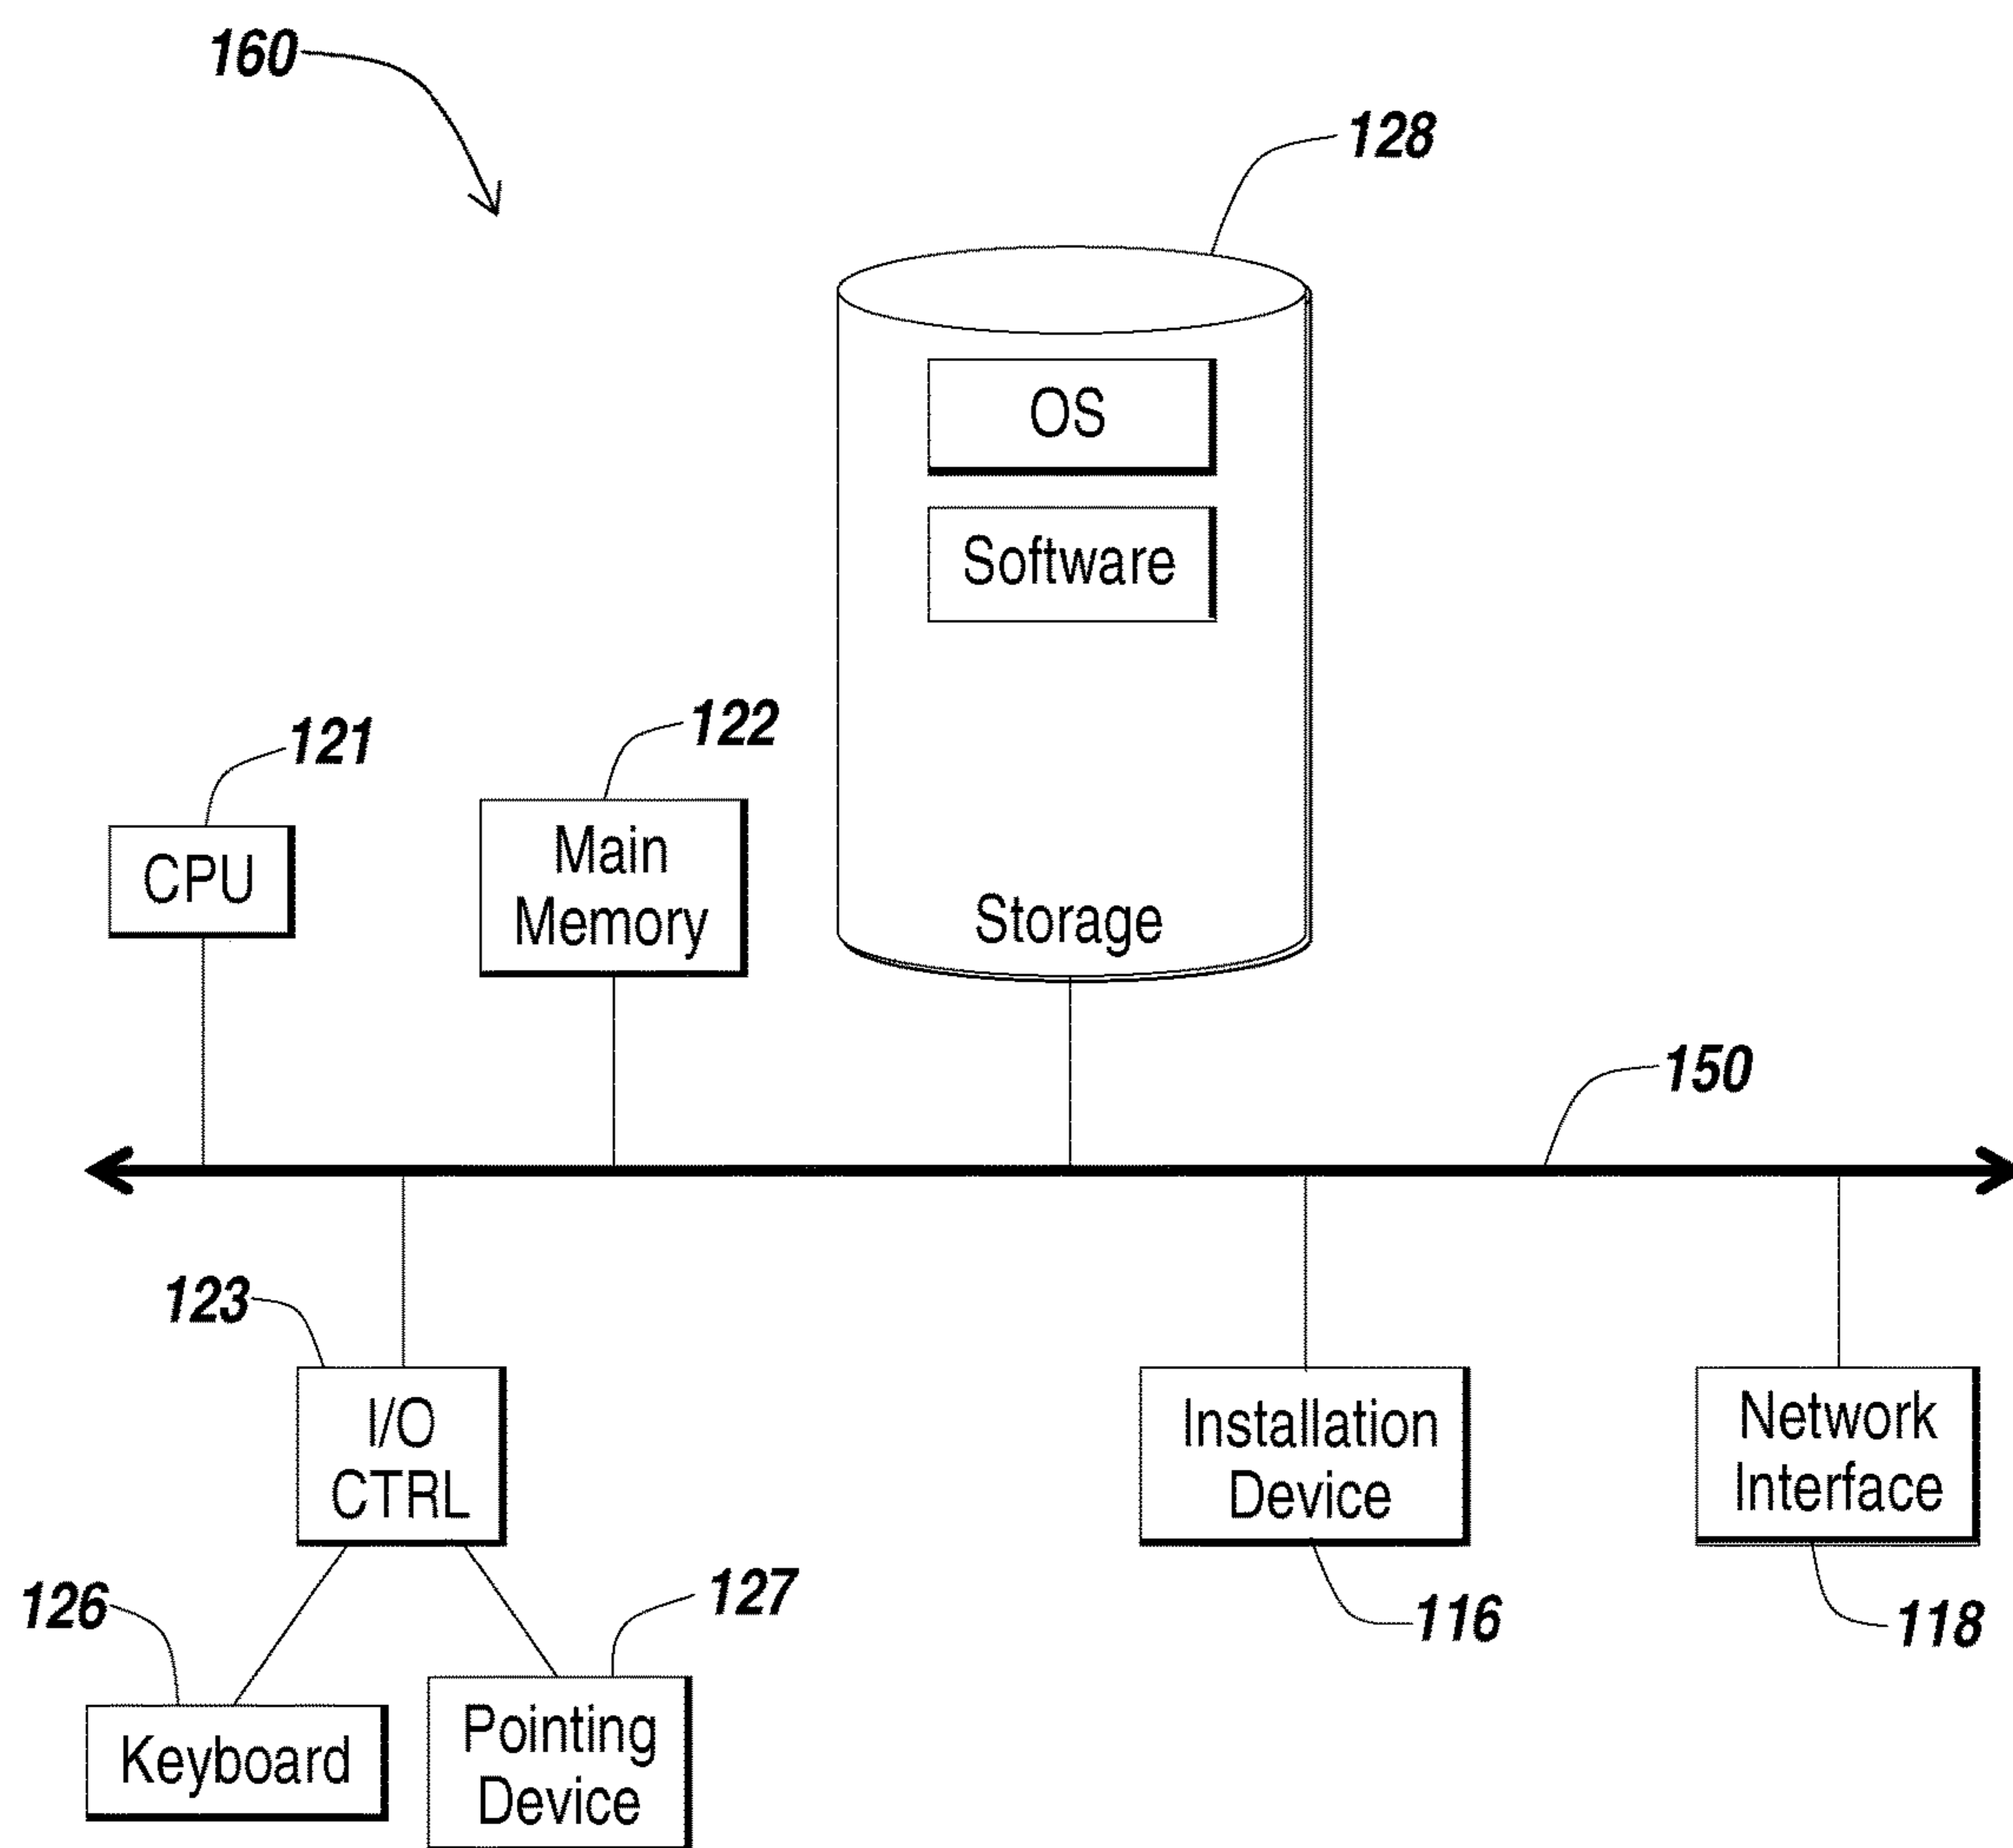 160
128
OS
Software
122
121
Main
Memory
CPU
Storage
150
123
I/O
CTRL
Installation
Device
Network
Interface
126
127
116
118
Keyboard
Pointing
Device